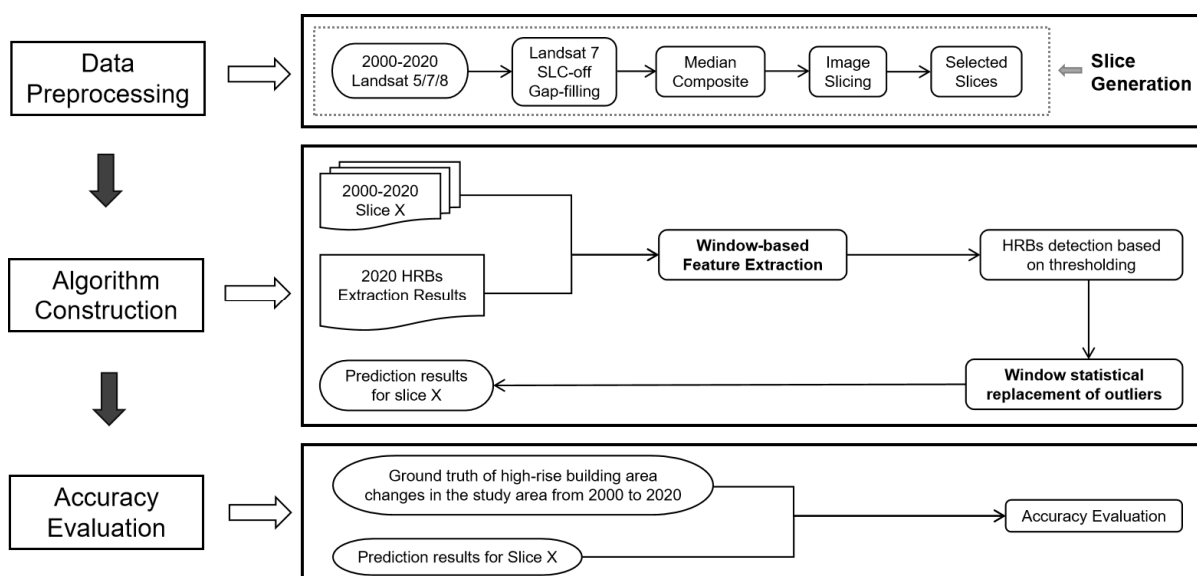 Data
Preprocessing
2000-2020
Landsat 5/7/8
Landsat 7
SLC-off
Gap-filling
Median
Composite
Image
Slicing
Selected
Slices
Slice
Generation
Algorithm
Construction
2000-2020
Slice X
2020 HRBs
Extraction Results
Window-based
Feature Extraction
HRBs detection based
on thresholding
Window statistical
replacement of outliers
Prediction results
for slice X
Accuracy
Evaluation
Ground truth of high-rise building area
changes in the study area from 2000 to 2020
Prediction results for Slice X
Accuracy Evaluation